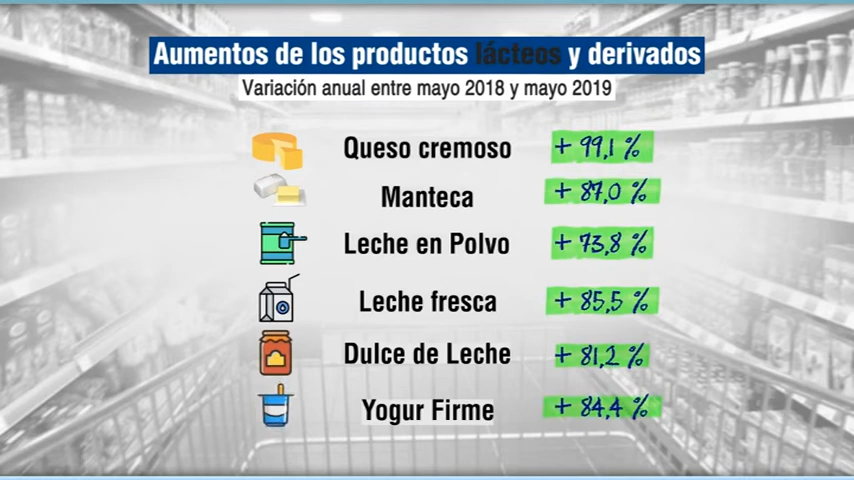 Aumentos de los productos lácteos y derivados
Variación anual entre mayo 2018 y mayo 2019
Queso cremoso + 99,1 %
Manteca + 87,0 %
Leche en Polvo + 73,8 %
Leche fresca + 85,5 %
Dulce de Leche + 81,2 %
Yogur Firme + 84,4 %